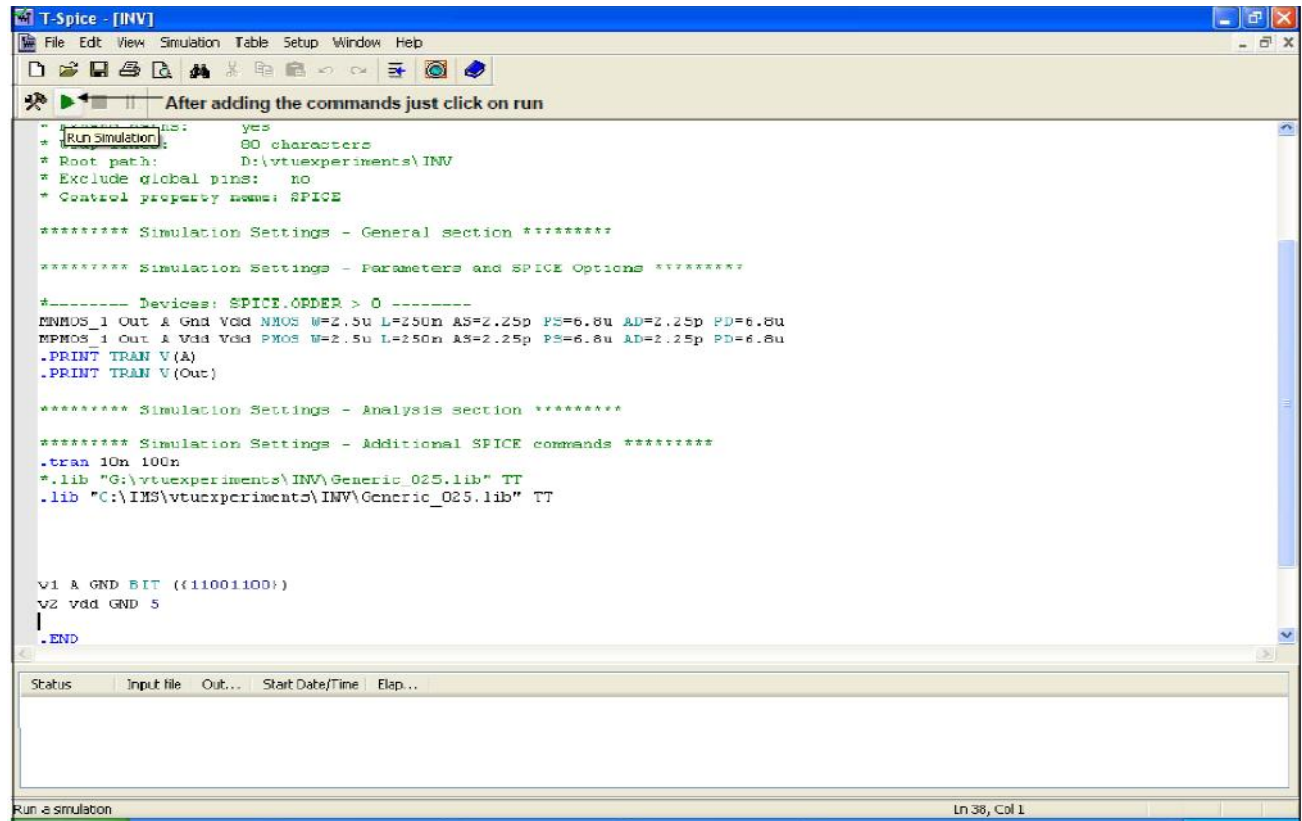 T-Spice - [INV]
File Edit View Simulation Table Setup Window Help
After adding the commands just click on run
Run Simulation
yes
80 characters
* Root path: D:\vtuexperiments\INV
* Exclude global pins: no
* Control property name: SPICE
********* Simulation Settings - General section *********
********* Simulation Settings - Parameters and SPICE Options *********
*-------- Devices: SPICE.ORDER > 0 --------
MNMOS_1 Out A Gnd Vdd NMOS W=2.5u L=250n AS=2.25p PS=6.8u AD=2.25p PD=6.8u
MPMOS_1 Out A Vdd Vdd PMOS W=2.5u L=250n AS=2.25p PS=6.8u AD=2.25p PD=6.8u
.PRINT TRAN V(A)
.PRINT TRAN V(Out)
********* Simulation Settings - Analysis section *********
********* Simulation Settings - Additional SPICE commands *********
.tran 10n 100n
*.lib "G:\vtuexperiments\INV\Generic_025.lib" TT
.lib "C:\IMS\vtuexperiments\INV\Generic_025.lib" TT
v1 A GND BIT ({11001100})
v2 vdd GND 5
.END
Status Input file Out... Start Date/Time Elap...
Run a simulation Ln 38, Col 1